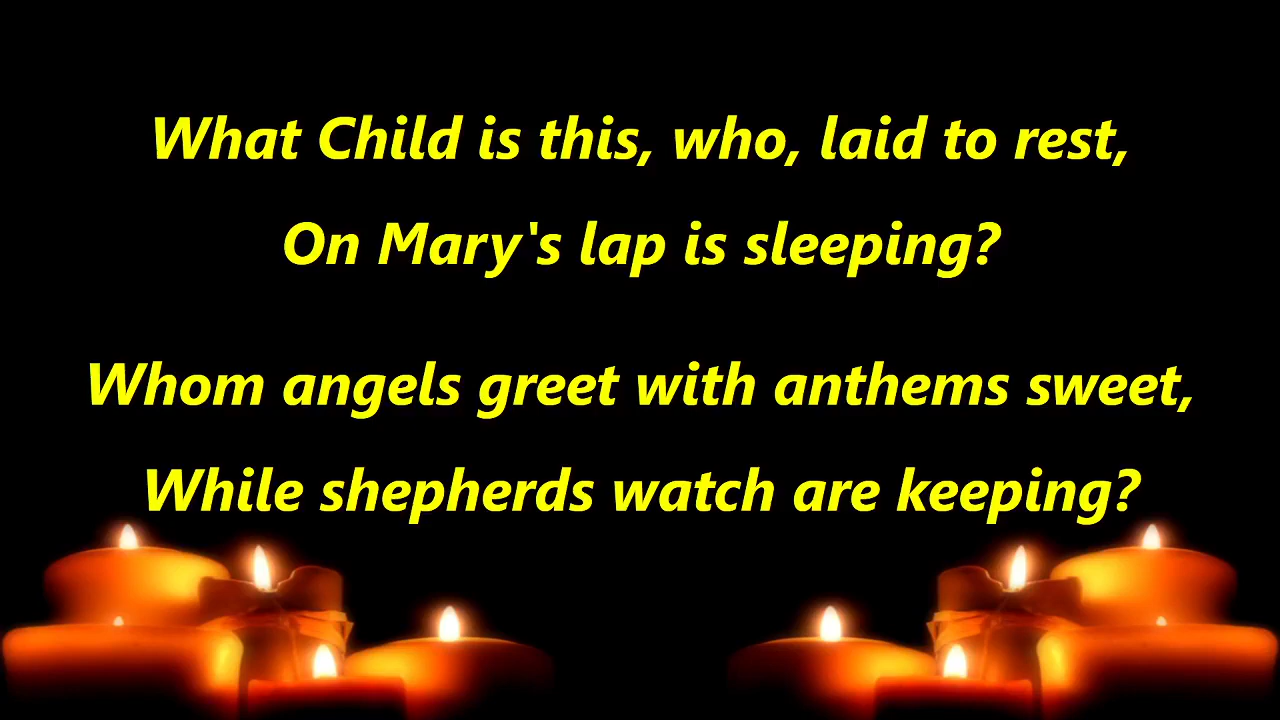 What Child is this, who, laid to rest,
On Mary's lap is sleeping?
Whom angels greet with anthems sweet,
While shepherds watch are keeping?